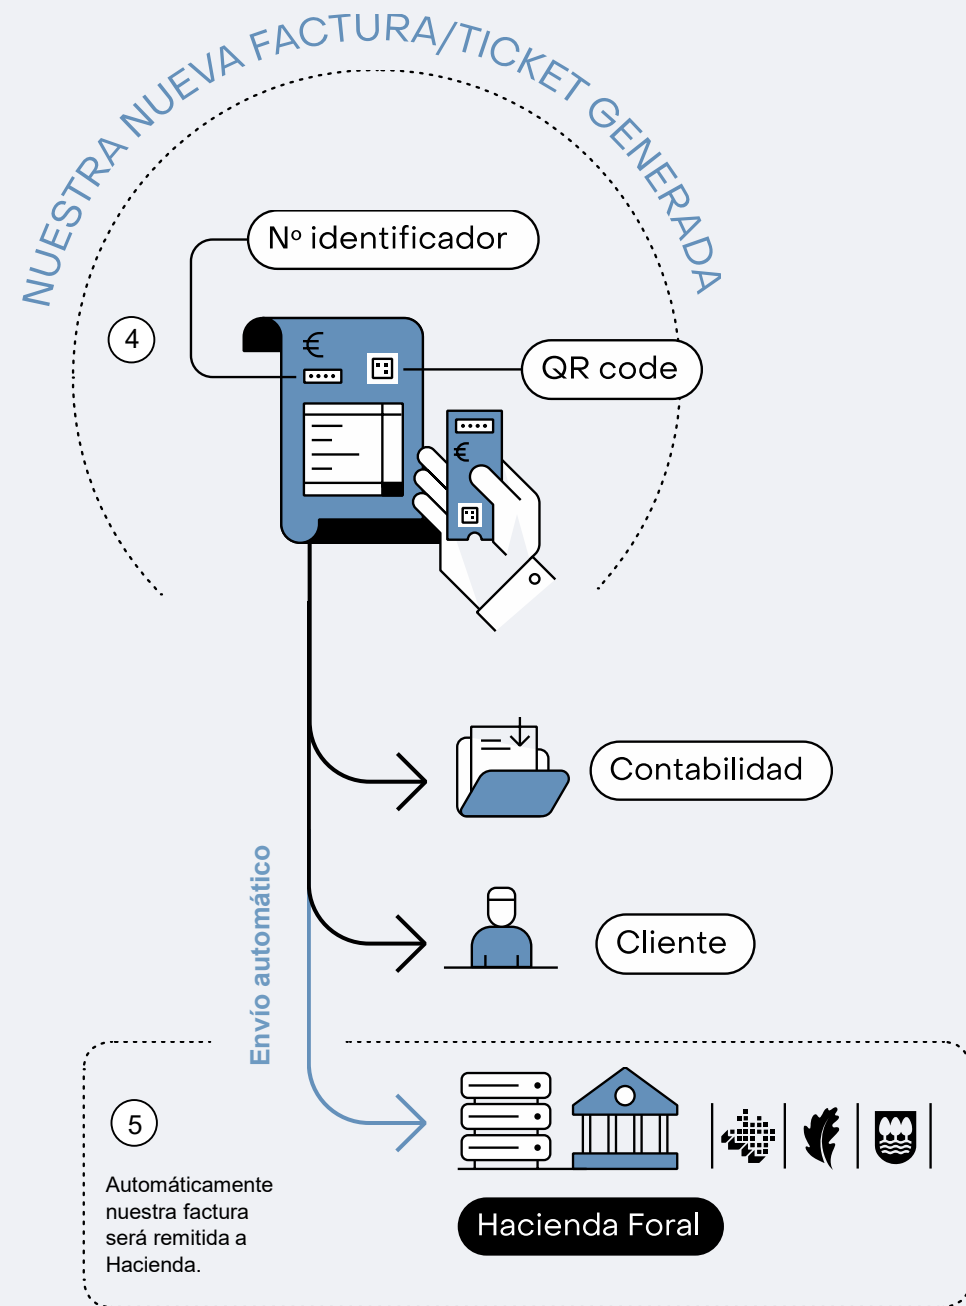 NUESTRA NUEVA FACTURA/TICKET GENERADA
Nº identificador
4
€
QR code
€
Contabilidad
Envío automático
Cliente
5
Automáticamente
nuestra factura
será remitida a
Hacienda.
Hacienda Foral